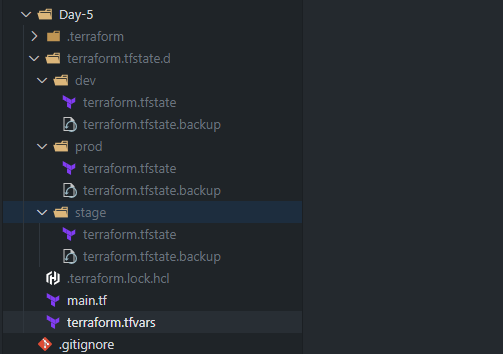 Day-5
.terraform
terraform.tfstate.d
dev
terraform.tfstate
terraform.tfstate.backup
prod
terraform.tfstate
terraform.tfstate.backup
stage
terraform.tfstate
terraform.tfstate.backup
.terraform.lock.hcl
main.tf
terraform.tfvars
.gitignore